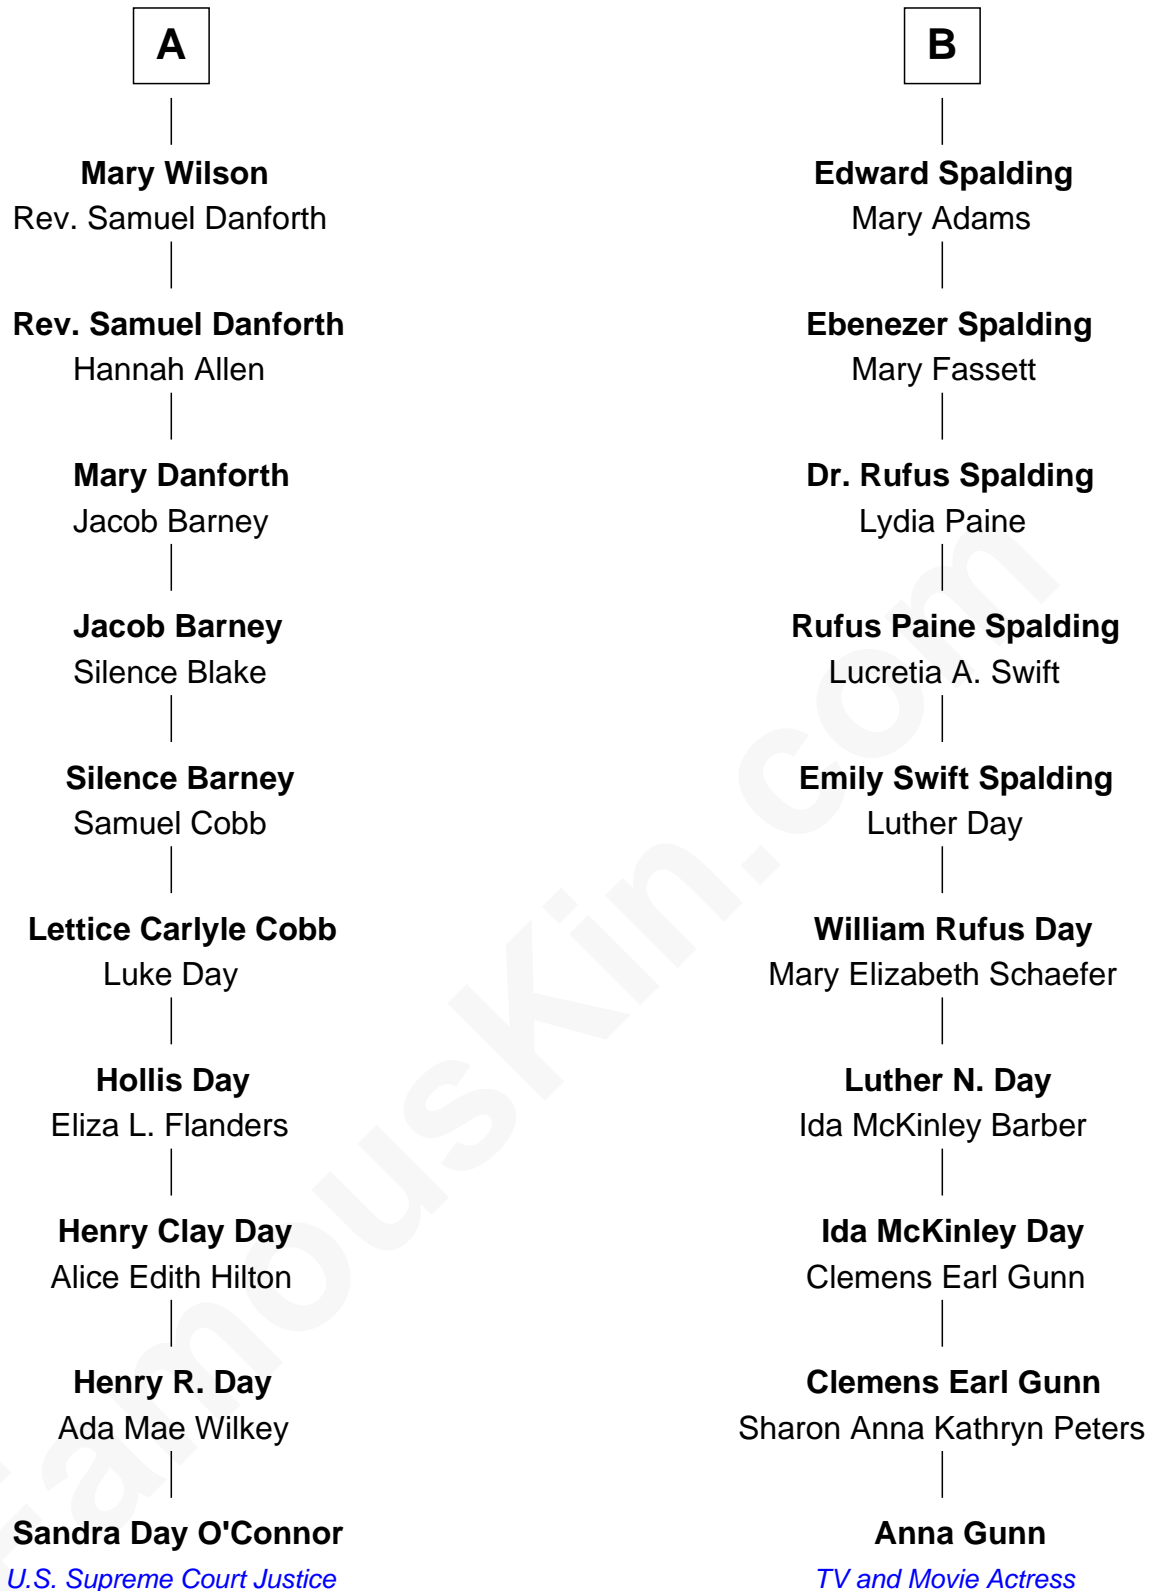 A
Mary Wilson
Rev. Samuel Danforth
Rev. Samuel Danforth
Hannah Allen
Mary Danforth
Jacob Barney
Jacob Barney
Silence Blake
Silence Barney
Samuel Cobb
Lettice Carlyle Cobb
Luke Day
Hollis Day
Eliza L. Flanders
Henry Clay Day
Alice Edith Hilton
Henry R. Day
Ada Mae Wilkey
Sandra Day O'Connor
U.S. Supreme Court Justice
B
Edward Spalding
Mary Adams
Ebenezer Spalding
Mary Fassett
Dr. Rufus Spalding
Lydia Paine
Rufus Paine Spalding
Lucretia A. Swift
Emily Swift Spalding
Luther Day
William Rufus Day
Mary Elizabeth Schaefer
Luther N. Day
Ida McKinley Barber
Ida McKinley Day
Clemens Earl Gunn
Clemens Earl Gunn
Sharon Anna Kathryn Peters
Anna Gunn
TV and Movie Actress
FamousKin.com